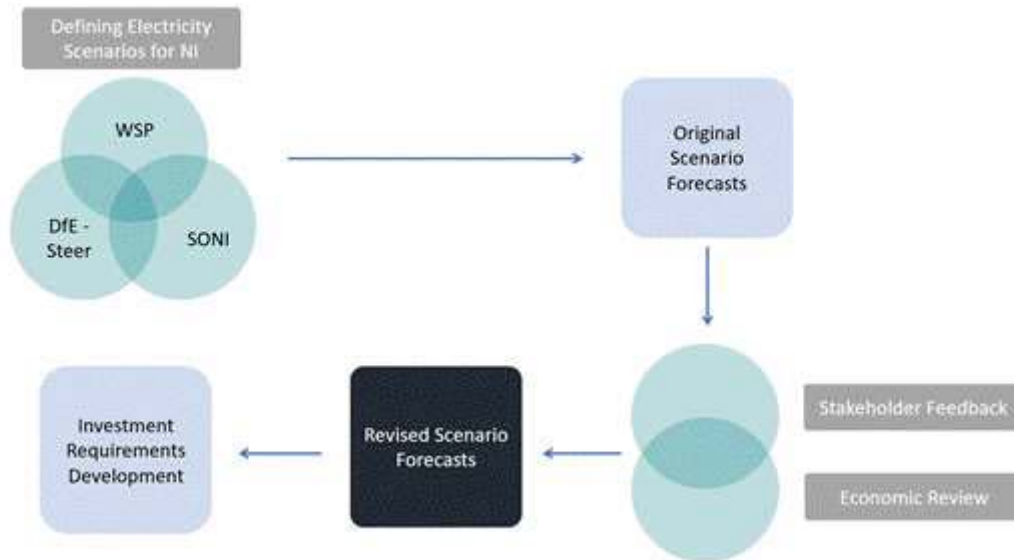 Defining Electricity
Scenarios for NI
WSP
DfE -
Steer
SONI
Original
Scenario
Forecasts
Stakeholder Feedback
Economic Review
Revised Scenario
Forecasts
Investment
Requirements
Development